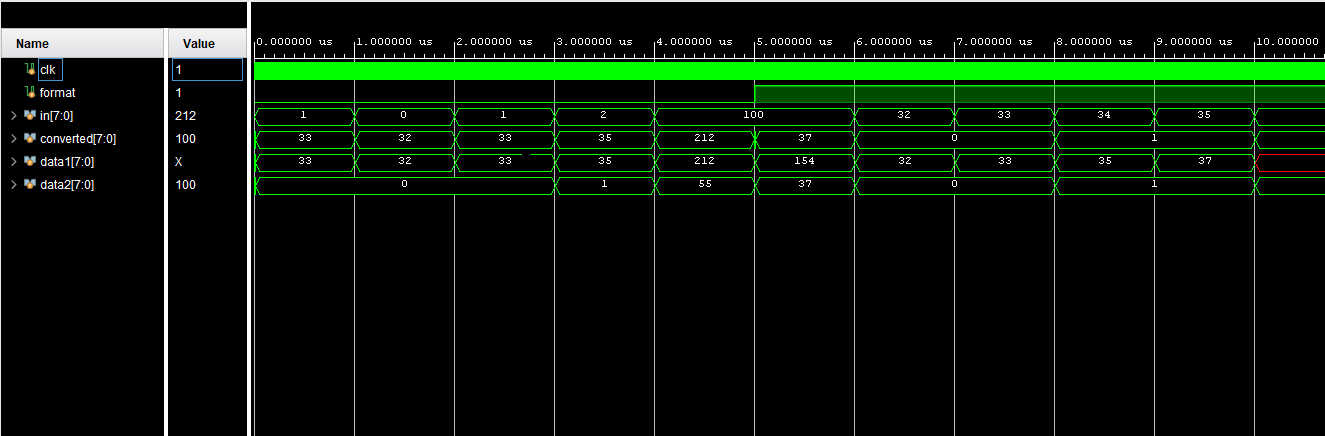 Name Value
0.000000 us 1.000000 us 2.000000 us 3.000000 us 4.000000 us 5.000000 us 6.000000 us 7.000000 us 8.000000 us 9.000000 us 10.000000
clk 1
format 1
in[7:0] 212 1 0 1 2 100 32 33 34 35
converted[7:0] 100 33 32 33 35 212 37 0 1
data1[7:0] X 33 32 33 35 212 154 32 33 35 37
data2[7:0] 100 0 1 55 37 0 1